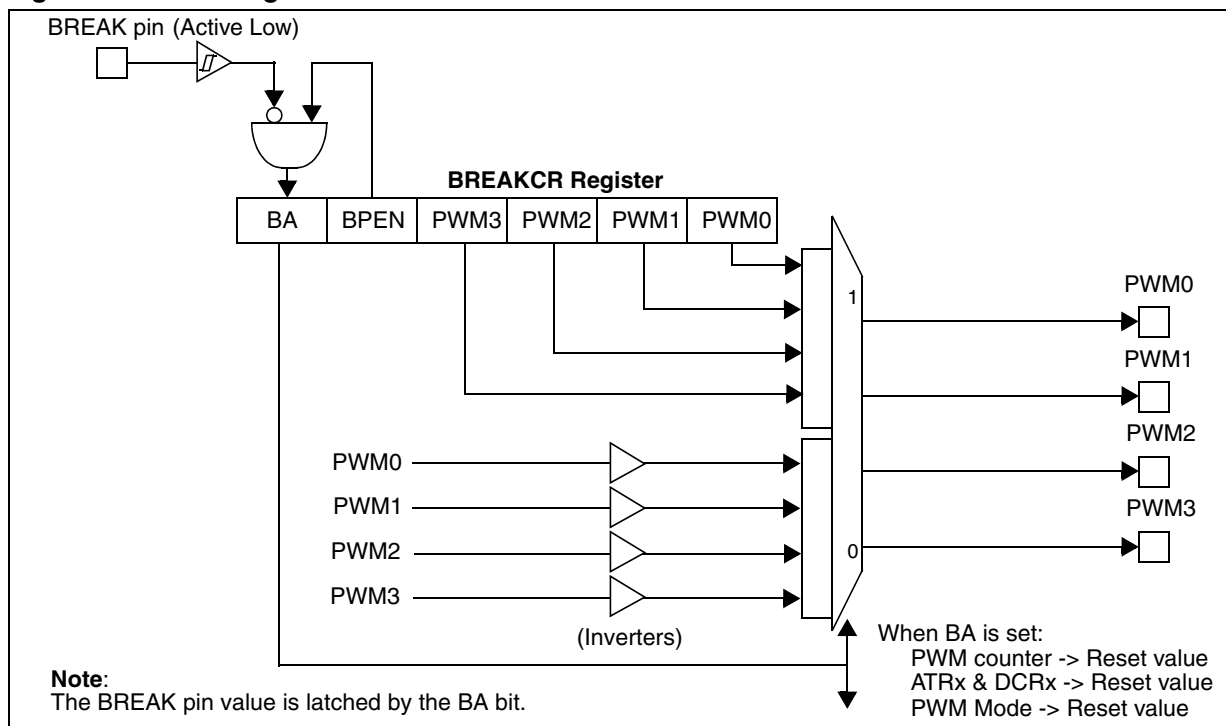 BREAK pin (Active Low)
BREAKCR Register
BA BPEN PWM3 PWM2 PWM1 PWM0
1
PWM0
PWM1
PWM2
PWM3
PWM0
PWM1
PWM2
PWM3
0
(Inverters)
When BA is set:
PWM counter -> Reset value
ATRx & DCRx -> Reset value
PWM Mode -> Reset value
Note:
The BREAK pin value is latched by the BA bit.